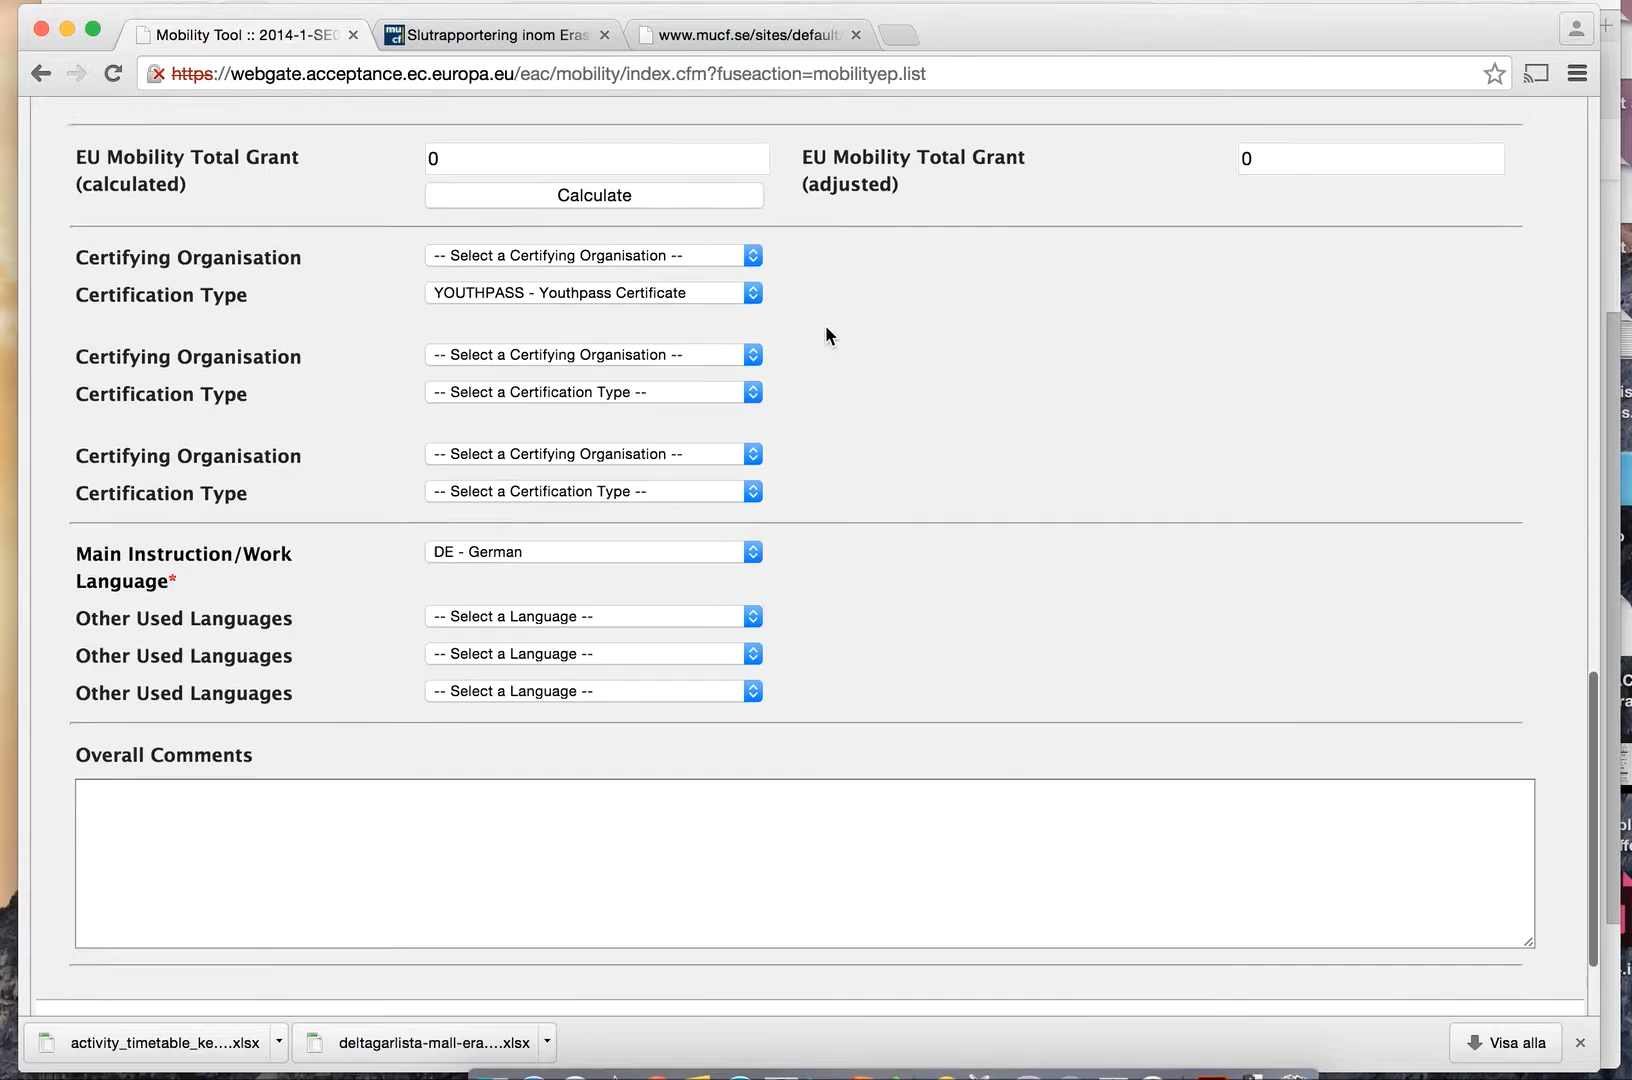 Mobility Tool :: 2014-1-SE0
Slutrapportering inom Eras
www.mucf.se/sites/default/
https://webgate.acceptance.ec.europa.eu/eac/mobility/index.cfm?fuseaction=mobilityep.list
EU Mobility Total Grant (calculated)
0
EU Mobility Total Grant (adjusted)
0
Calculate
Certifying Organisation
-- Select a Certifying Organisation --
Certification Type
YOUTHPASS - Youthpass Certificate
Certifying Organisation
-- Select a Certifying Organisation --
Certification Type
-- Select a Certification Type --
Certifying Organisation
-- Select a Certifying Organisation --
Certification Type
-- Select a Certification Type --
Main Instruction/Work Language*
DE - German
Other Used Languages
-- Select a Language --
Other Used Languages
-- Select a Language --
Other Used Languages
-- Select a Language --
Overall Comments
activity_timetable_ke....xlsx
deltagarlista-mall-era....xlsx
Visa alla